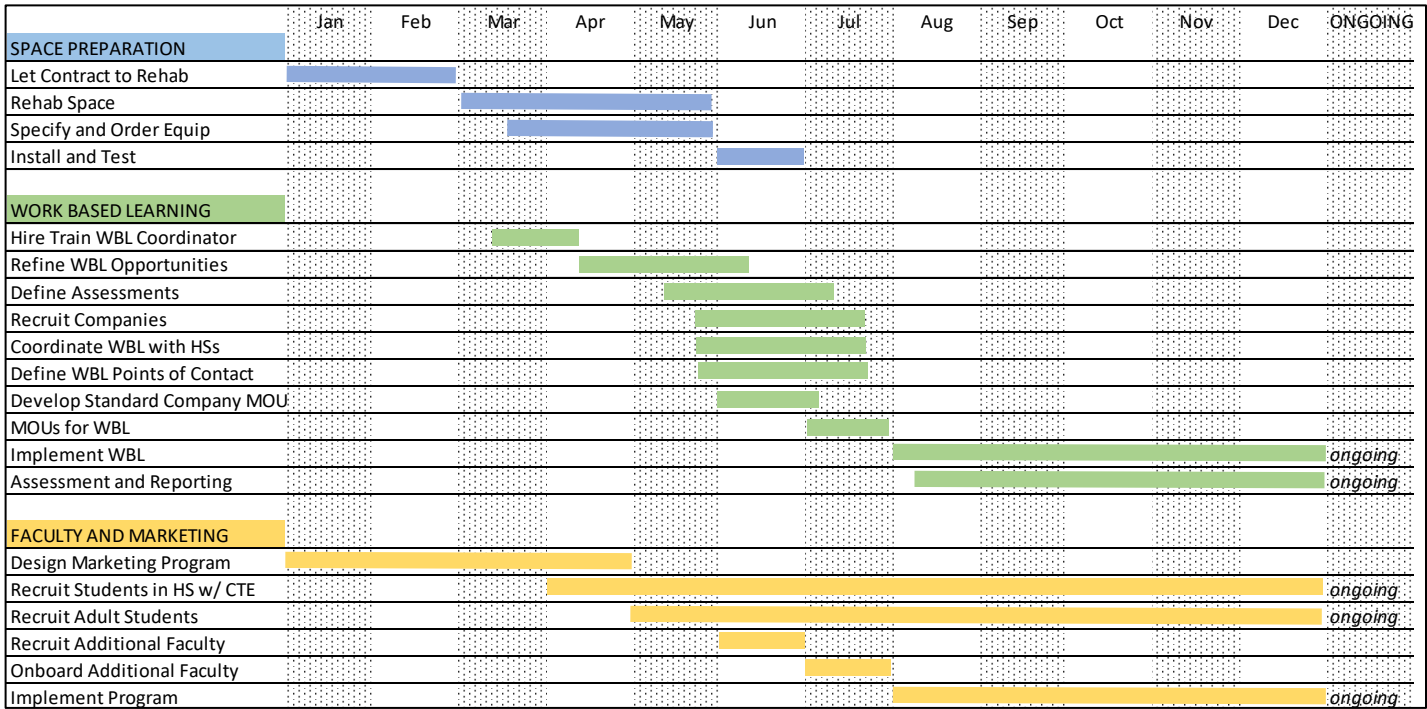 Jan Feb Mar Apr May Jun Jul Aug Sep Oct Nov Dec ONGOING
SPACE PREPARATION
Let Contract to Rehab
Rehab Space
Specify and Order Equip
Install and Test
WORK BASED LEARNING
Hire Train WBL Coordinator
Refine WBL Opportunities
Define Assessments
Recruit Companies
Coordinate WBL with HSs
Define WBL Points of Contact
Develop Standard Company MOU
MOUs for WBL
Implement WBL ongoing
Assessment and Reporting ongoing
FACULTY AND MARKETING
Design Marketing Program
Recruit Students in HS w/ CTE ongoing
Recruit Adult Students ongoing
Recruit Additional Faculty
Onboard Additional Faculty
Implement Program ongoing